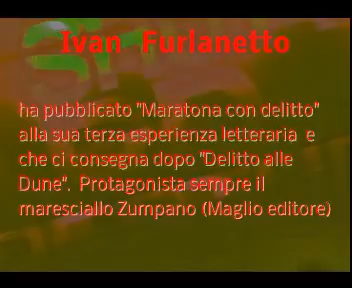 Ivan Furlanetto
ha pubblicato "Maratona con delitto"
alla sua terza esperienza letteraria e
che ci consegna dopo "Delitto alle
Dune". Protagonista sempre il
maresciallo Zumpano (Maglio editore)